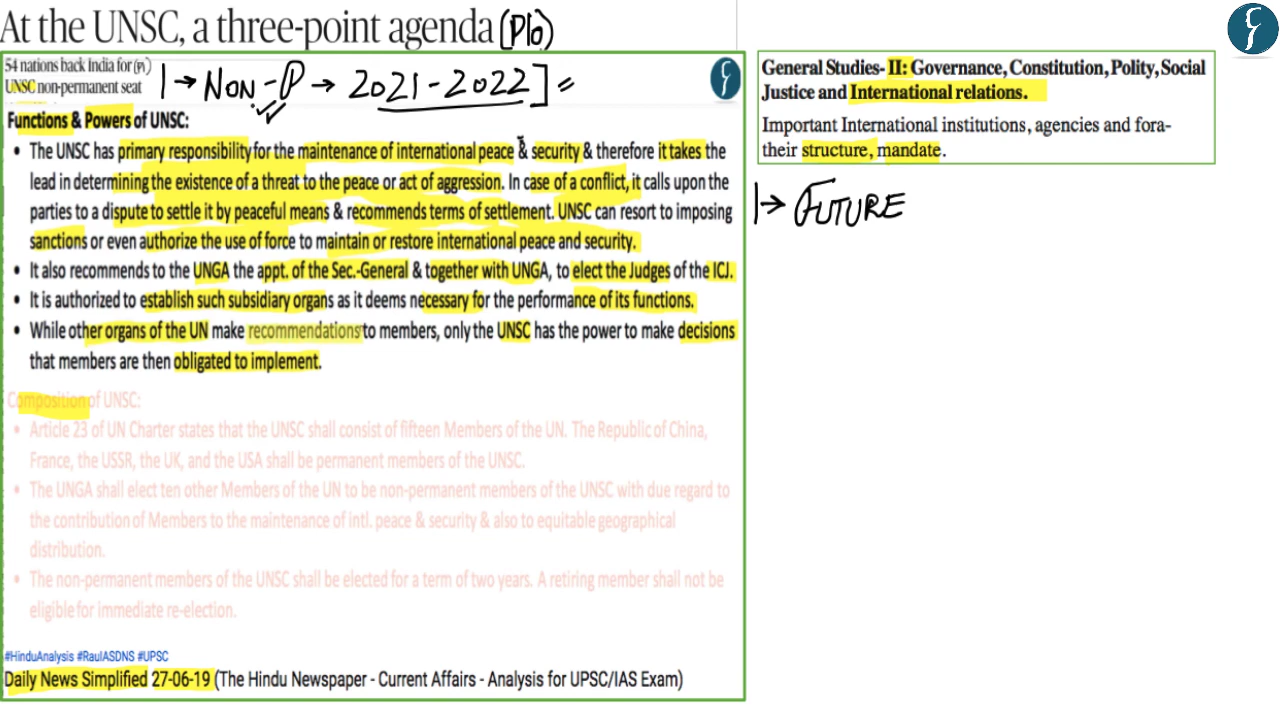 At the UNSC, a three-point agenda (P10)
54 nations back India for (P1)
UNSC non-permanent seat
NON-P → 2021-2022] =
Functions & Powers of UNSC:
• The UNSC has primary responsibility for the maintenance of international peace & security & therefore it takes the
lead in determining the existence of a threat to the peace or act of aggression. In case of a conflict, it calls upon the
parties to a dispute to settle it by peaceful means & recommends terms of settlement. UNSC can resort to imposing
sanctions or even authorize the use of force to maintain or restore international peace and security.
• It also recommends to the UNGA the appt. of the Sec.-General & together with UNGA, to elect the Judges of the ICJ.
• It is authorized to establish such subsidiary organs as it deems necessary for the performance of its functions.
• While other organs of the UN make recommendations to members, only the UNSC has the power to make decisions
that members are then obligated to implement.
Composition of UNSC:
• Article 23 of UN Charter states that the UNSC shall consist of fifteen Members of the UN. The Republic of China,
France, the USSR, the UK, and the USA shall be permanent members of the UNSC.
• The UNGA shall elect ten other Members of the UN to be non-permanent members of the UNSC with due regard to
the contribution of Members to the maintenance of intl. peace & security & also to equitable geographical
distribution.
• The non-permanent members of the UNSC shall be elected for a term of two years. A retiring member shall not be
eligible for immediate re-election.
#HinduAnalysis #RauIASDNS #UPSC
Daily News Simplified 27-06-19 (The Hindu Newspaper - Current Affairs - Analysis for UPSC/IAS Exam)
General Studies- II: Governance, Constitution, Polity, Social
Justice and International relations.
Important International institutions, agencies and fora-
their structure, mandate.
→ FUTURE